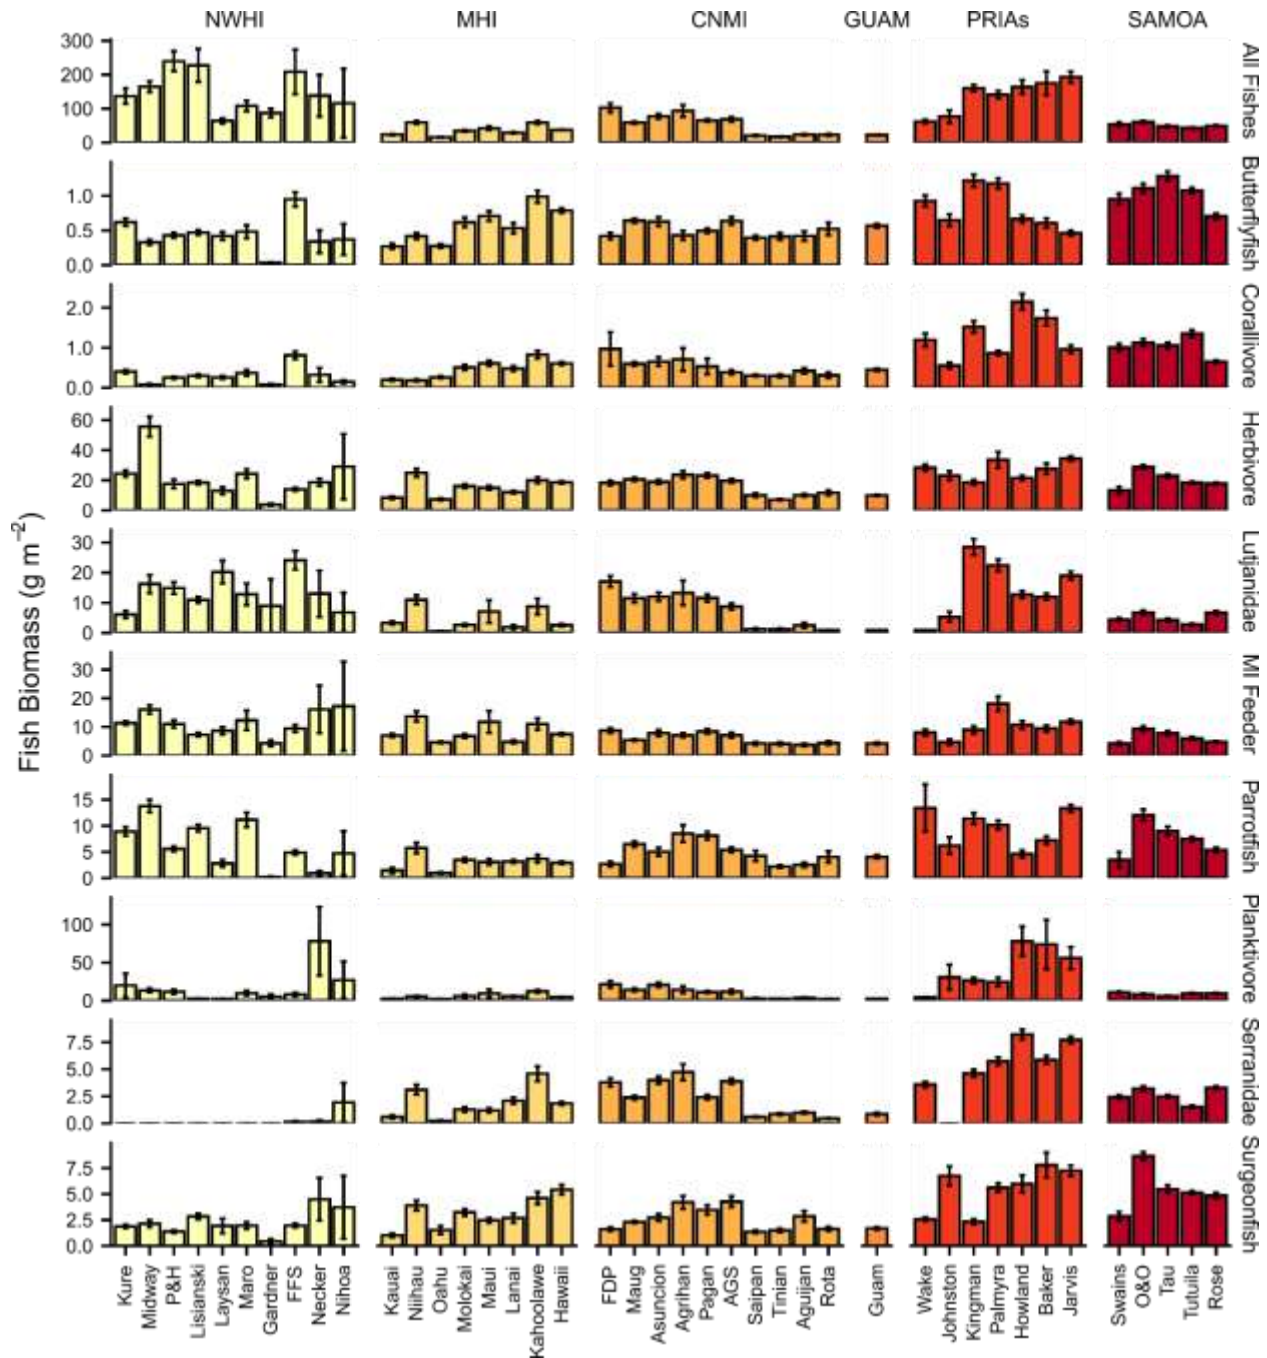 NWHI MHI CNMI GUAM PRIAs SAMOA
Fish Biomass (g m⁻²)
300
200
100
0
All Fishes
1.0
0.5
0.0
Butterflyfish
2.0
1.0
0.0
Corallivore
60
40
20
0
Herbivore
30
20
10
0
Lutjanidae
30
20
10
0
MI Feeder
15
10
5
0
Parrotfish
100
50
0
Planktivore
7.5
5.0
2.5
0.0
Serranidae
7.5
5.0
2.5
0.0
Surgeonfish
Kure
Midway
P&H
Lisianski
Laysan
Maro
Gardner
FFS
Necker
Nihoa
Kauai
Niihau
Oahu
Molokai
Maui
Lanai
Kahoolawe
Hawaii
FDP
Maug
Asuncion
Agrihan
Pagan
AGS
Saipan
Tinian
Aguijan
Rota
Guam
Wake
Johnston
Kingman
Palmyra
Howland
Baker
Jarvis
Swains
O&O
Tau
Tutuila
Rose